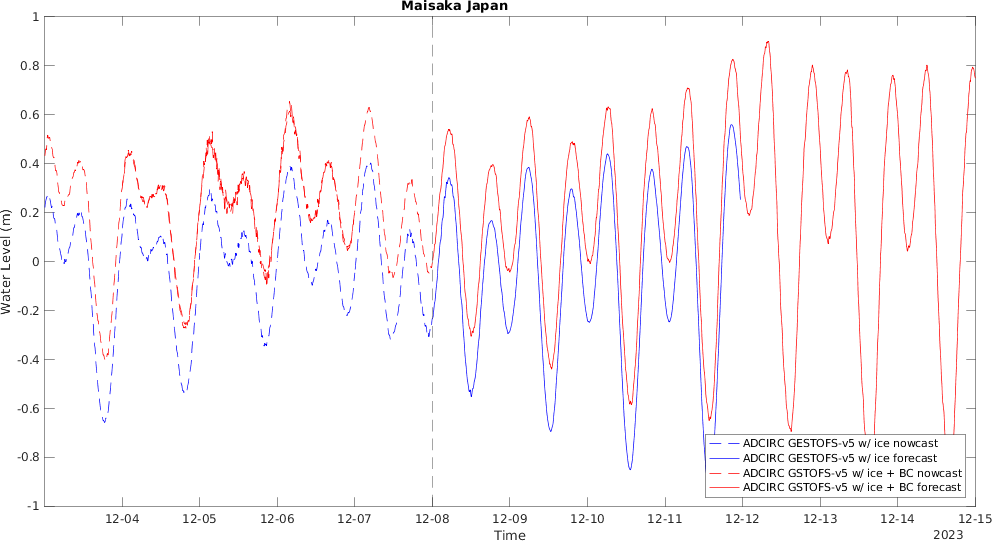 Maisaka Japan
1
0.8
0.6
0.4
0.2
0
-0.2
-0.4
-0.6
-0.8
-1
Water Level (m)
ADCIRC GESTOFS-v5 w/ ice nowcast
ADCIRC GESTOFS-v5 w/ ice forecast
ADCIRC GSTOFS-v5 w/ ice + BC nowcast
ADCIRC GSTOFS-v5 w/ ice + BC forecast
12-04 12-05 12-06 12-07 12-08 12-09 12-10 12-11 12-12 12-13 12-14 12-15
Time
2023